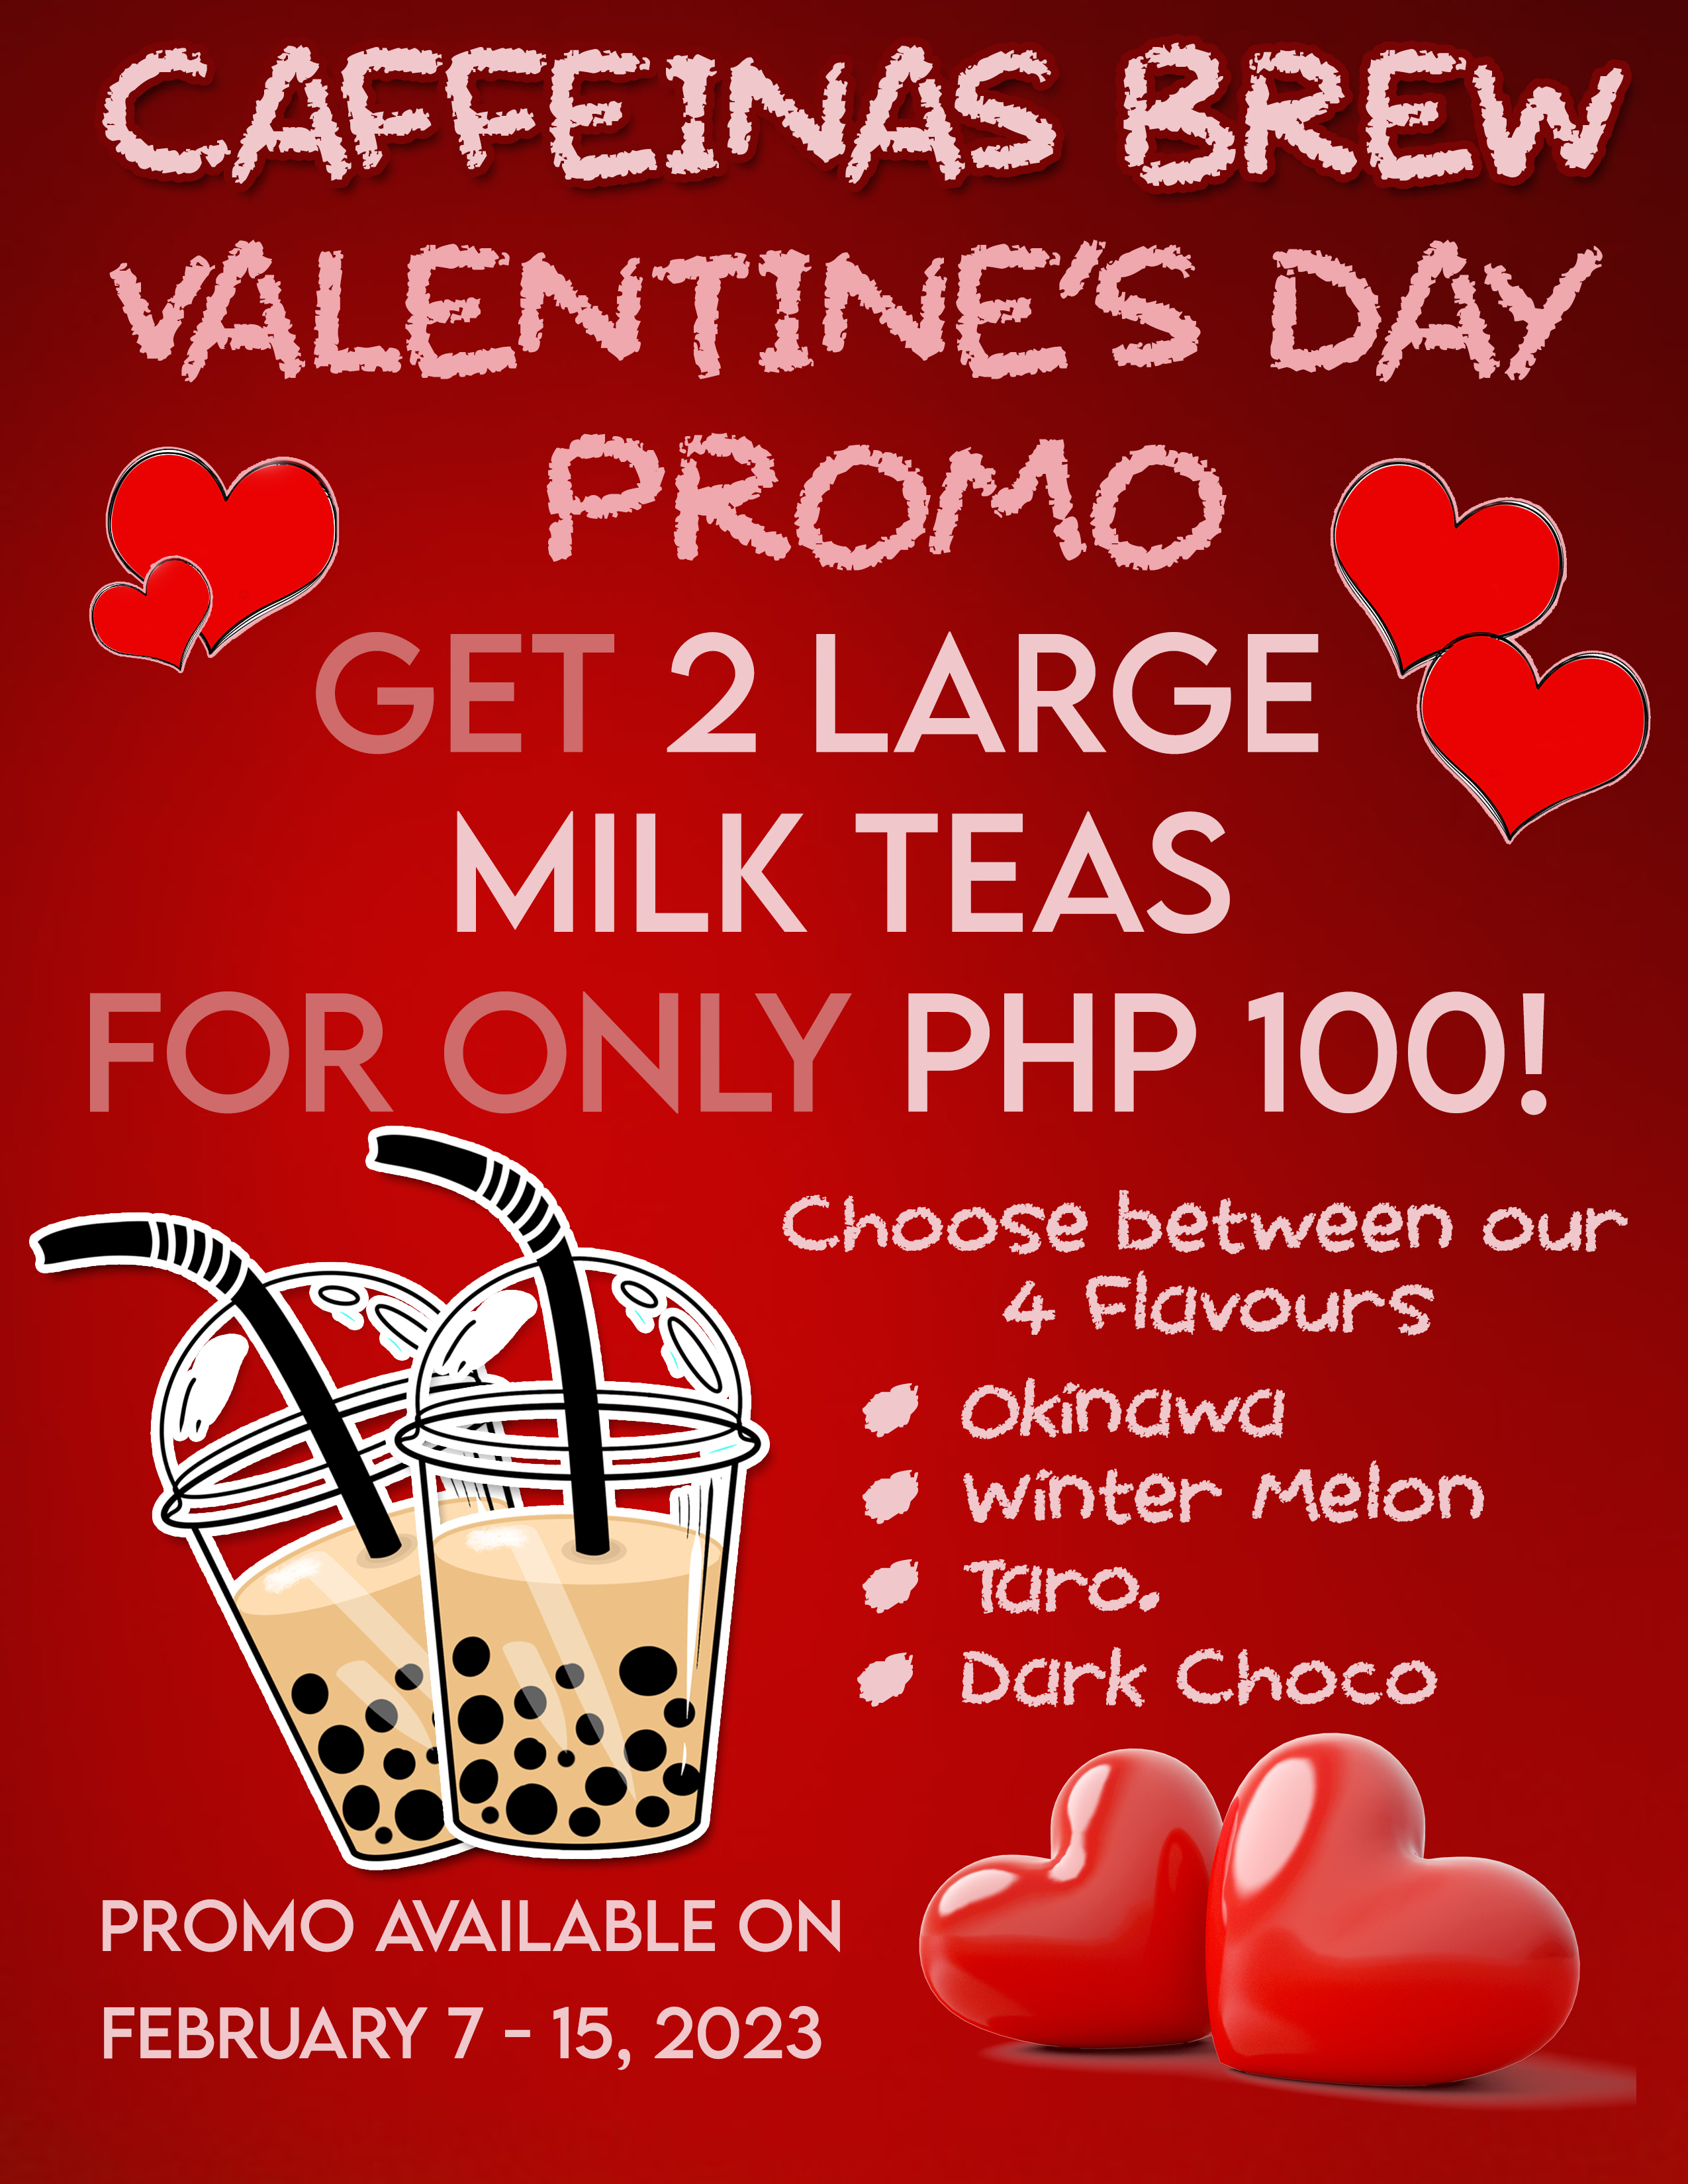 CAFFEINAS BREW
VALENTINE'S DAY
PROMO
GET 2 LARGE
MILK TEAS
FOR ONLY PHP 100!
Choose between our
4 Flavours
Okinawa
Winter Melon
Taro.
Dark Choco
PROMO AVAILABLE ON
FEBRUARY 7 - 15, 2023